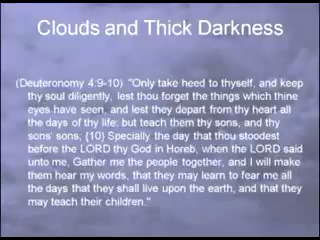 Clouds and Thick Darkness
(Deuteronomy 4:9-10) "Only take heed to thyself, and keep
thy soul diligently, lest thou forget the things which thine
eyes have seen, and lest they depart from thy heart all
the days of thy life: but teach them thy sons, and thy
sons' sons; {10} Specially the day that thou stoodest
before the LORD thy God in Horeb, when the LORD said
unto me, Gather me the people together, and I will make
them hear my words, that they may learn to fear me all
the days that they shall live upon the earth, and that they
may teach their children."